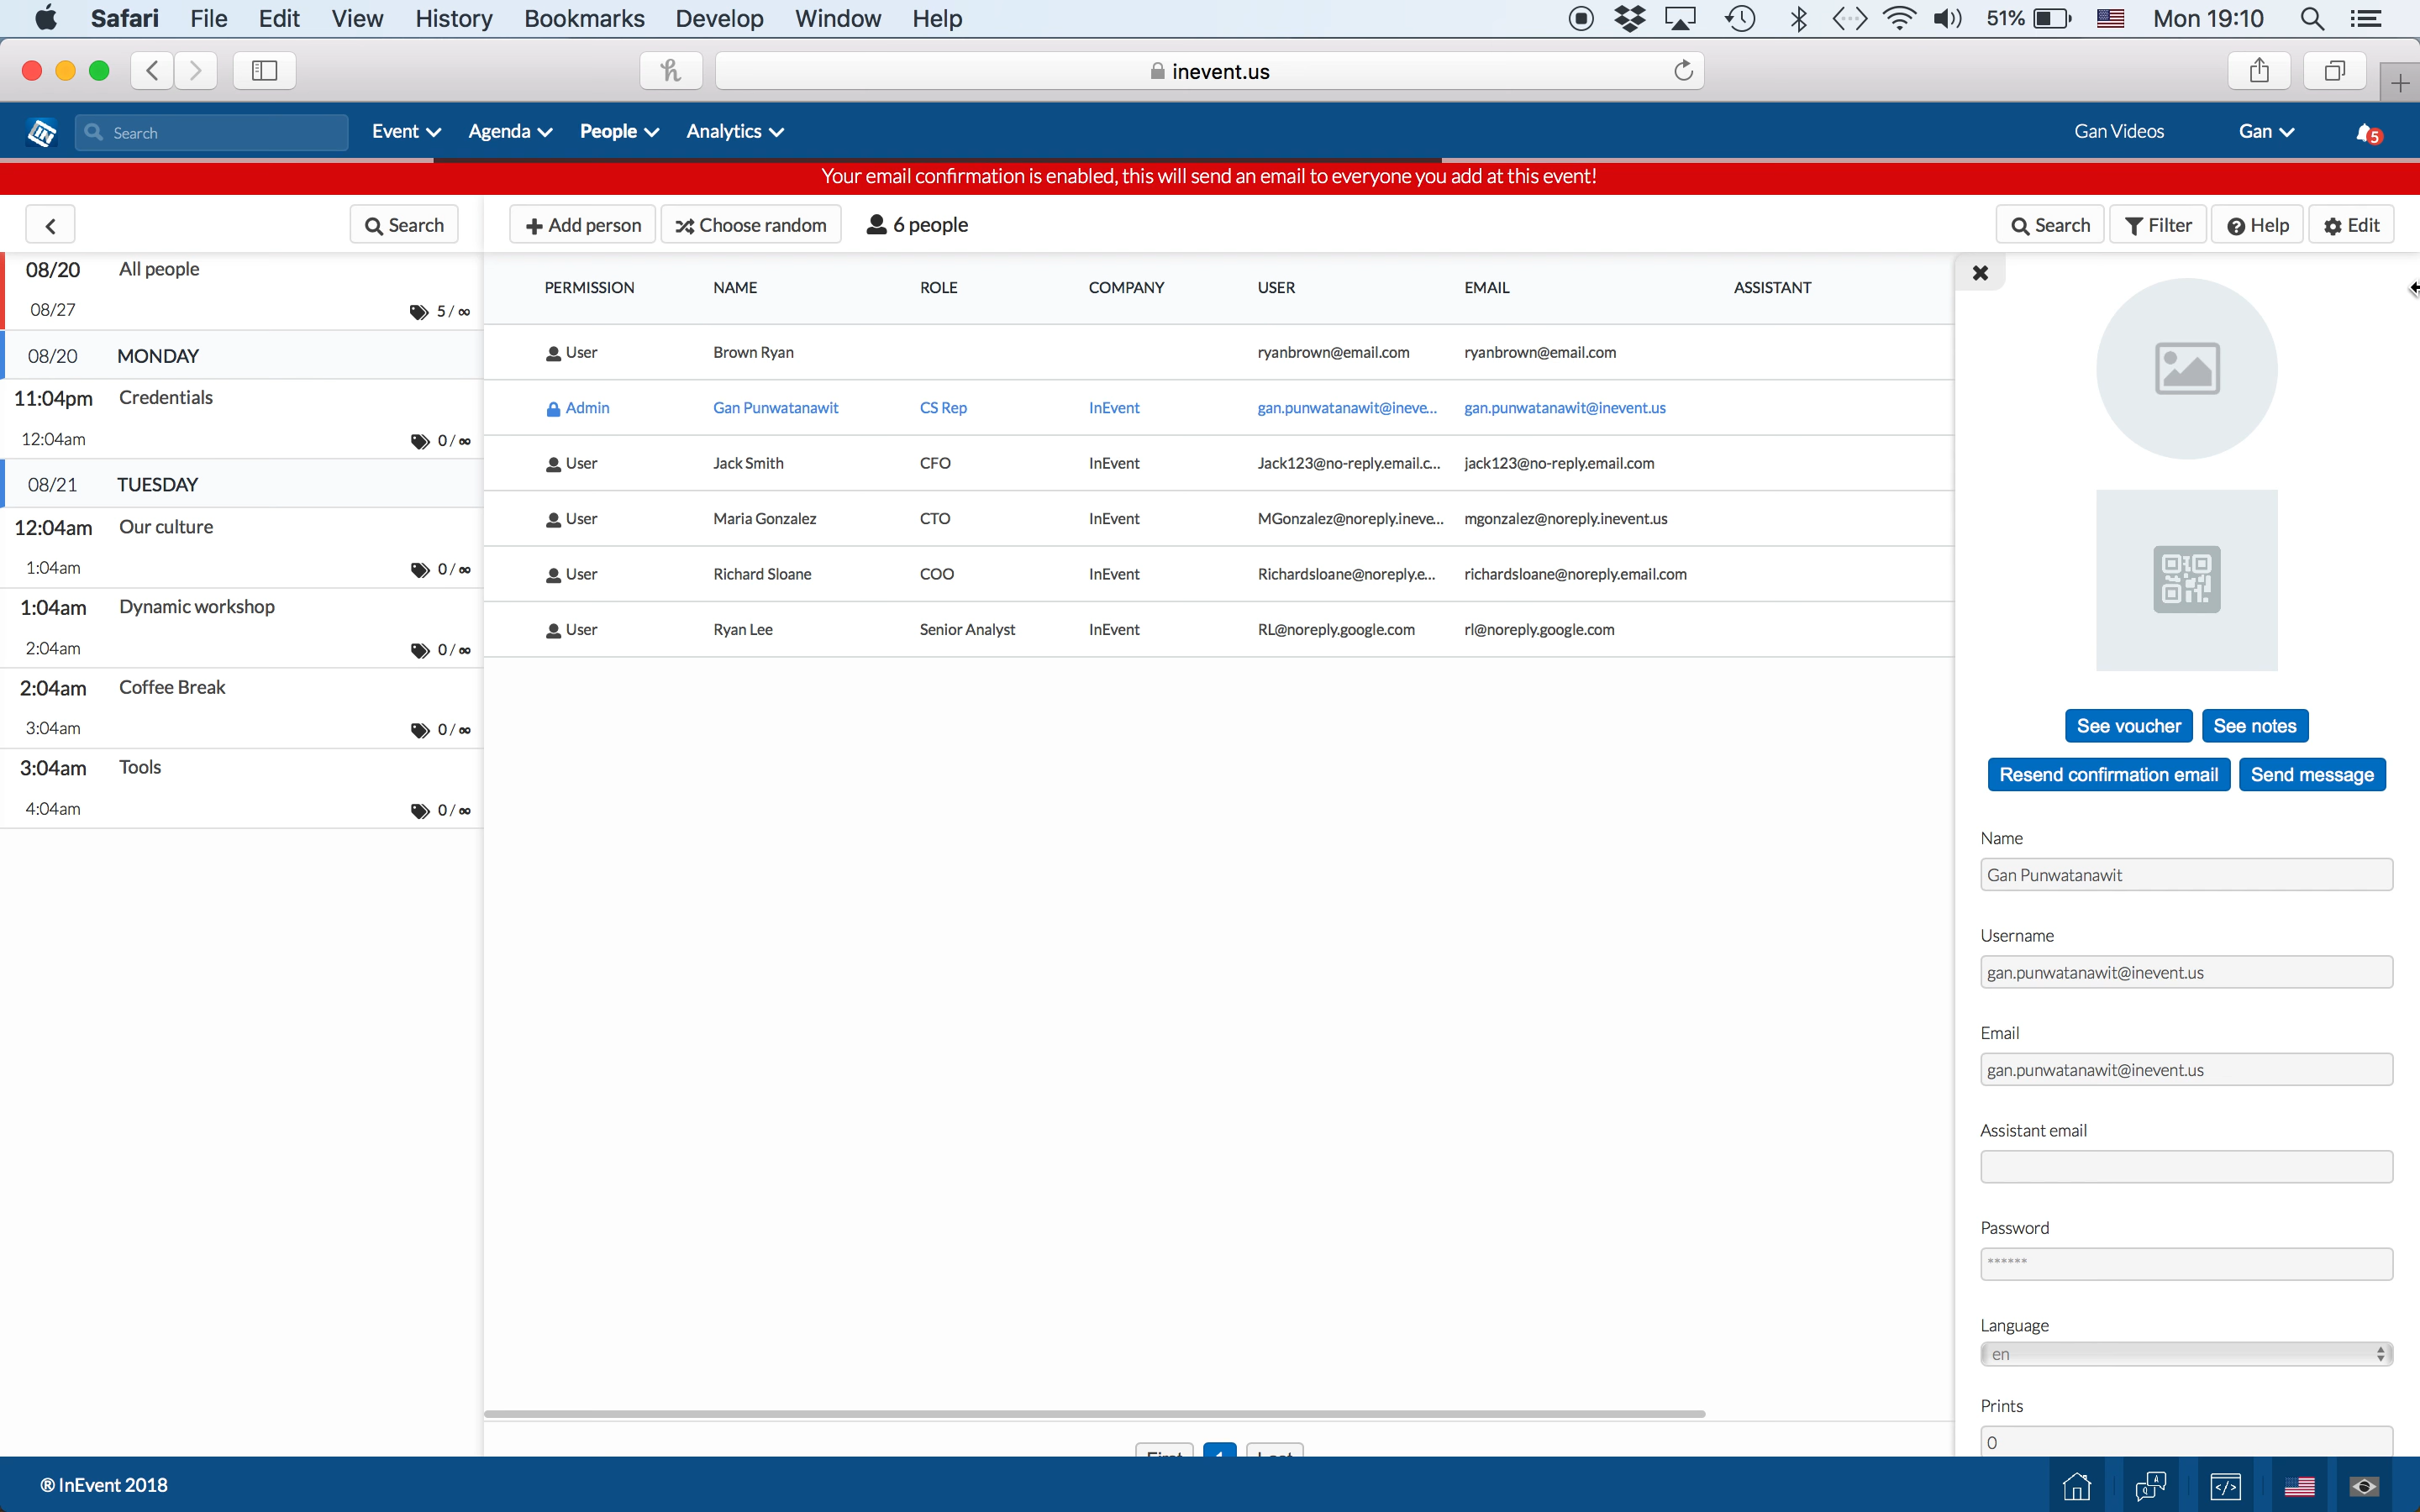 Safari File Edit View History Bookmarks Develop Window Help 51% Mon 19:10
inevent.us
Search Event Agenda People Analytics Gan Videos Gan 5
Your email confirmation is enabled, this will send an email to everyone you add at this event!
Search Add person Choose random 6 people Search Filter Help Edit
08/20 All people
08/27 5 / ∞
08/20 MONDAY
11:04pm Credentials
12:04am 0 / ∞
08/21 TUESDAY
12:04am Our culture
1:04am 0 / ∞
1:04am Dynamic workshop
2:04am 0 / ∞
2:04am Coffee Break
3:04am 0 / ∞
3:04am Tools
4:04am 0 / ∞
PERMISSION NAME ROLE COMPANY USER EMAIL ASSISTANT
User Brown Ryan ryanbrown@email.com ryanbrown@email.com
Admin Gan Punwatanawit CS Rep InEvent gan.punwatanawit@ineve... gan.punwatanawit@inevent.us
User Jack Smith CFO InEvent Jack123@no-reply.email.c... jack123@no-reply.email.com
User Maria Gonzalez CTO InEvent MGonzalez@noreply.ineve... mgonzalez@noreply.inevent.us
User Richard Sloane COO InEvent Richardsloane@noreply.e... richardsloane@noreply.email.com
User Ryan Lee Senior Analyst InEvent RL@noreply.google.com rl@noreply.google.com
See voucher See notes
Resend confirmation email Send message
Name
Gan Punwatanawit
Username
gan.punwatanawit@inevent.us
Email
gan.punwatanawit@inevent.us
Assistant email
Password
******
Language
en
Prints
0
First 1 Last
® InEvent 2018